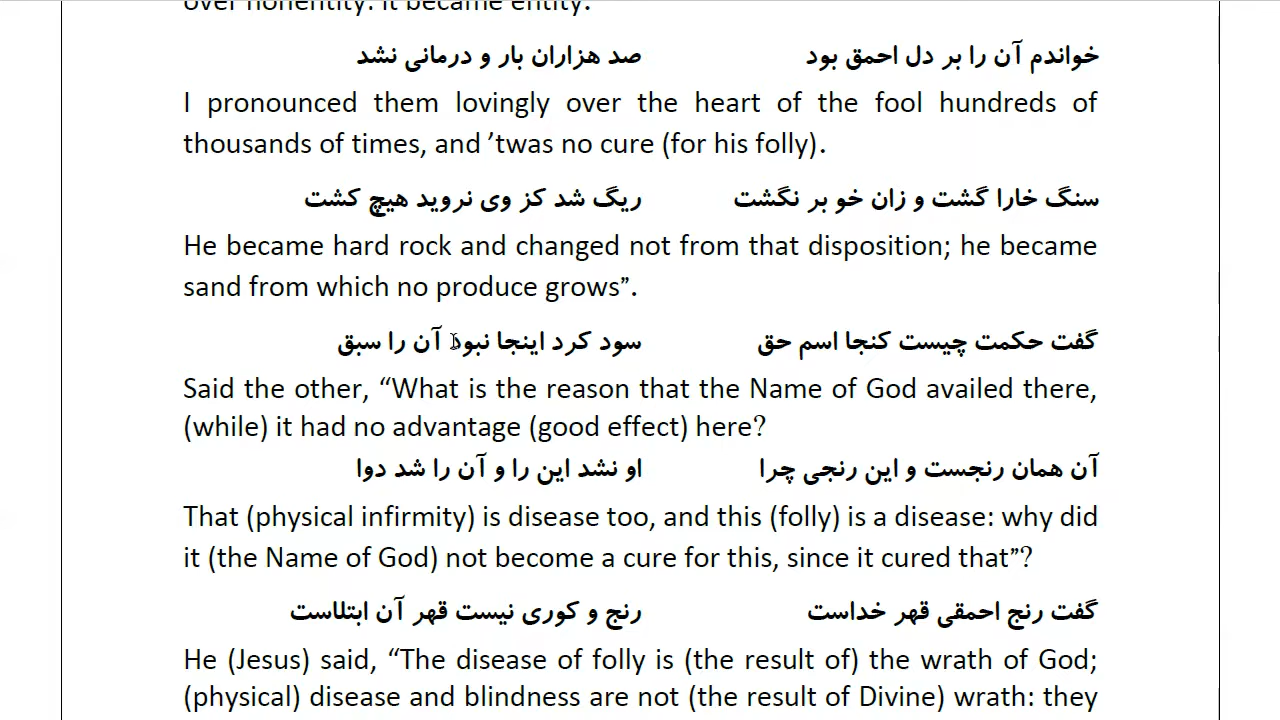 over nonentity: it became entity.
خواندم آن را بر دل احمق بود صد هزاران بار و درمانی نشد
I pronounced them lovingly over the heart of the fool hundreds of
thousands of times, and ’twas no cure (for his folly).
سنگ خارا گشت و زان خو بر نگشت ریگ شد کز وی نروید هیچ کشت
He became hard rock and changed not from that disposition; he became
sand from which no produce grows”.
گفت حکمت چیست کنجا اسم حق سود کرد اینجا نبود آن را سبق
Said the other, “What is the reason that the Name of God availed there,
(while) it had no advantage (good effect) here?
آن همان رنجست و این رنجی چرا او نشد این را و آن را شد دوا
That (physical infirmity) is disease too, and this (folly) is a disease: why did
it (the Name of God) not become a cure for this, since it cured that”?
گفت رنج احمقی قهر خداست رنج و کوری نیست قهر آن ابتلاست
He (Jesus) said, “The disease of folly is (the result of) the wrath of God;
(physical) disease and blindness are not (the result of Divine) wrath: they